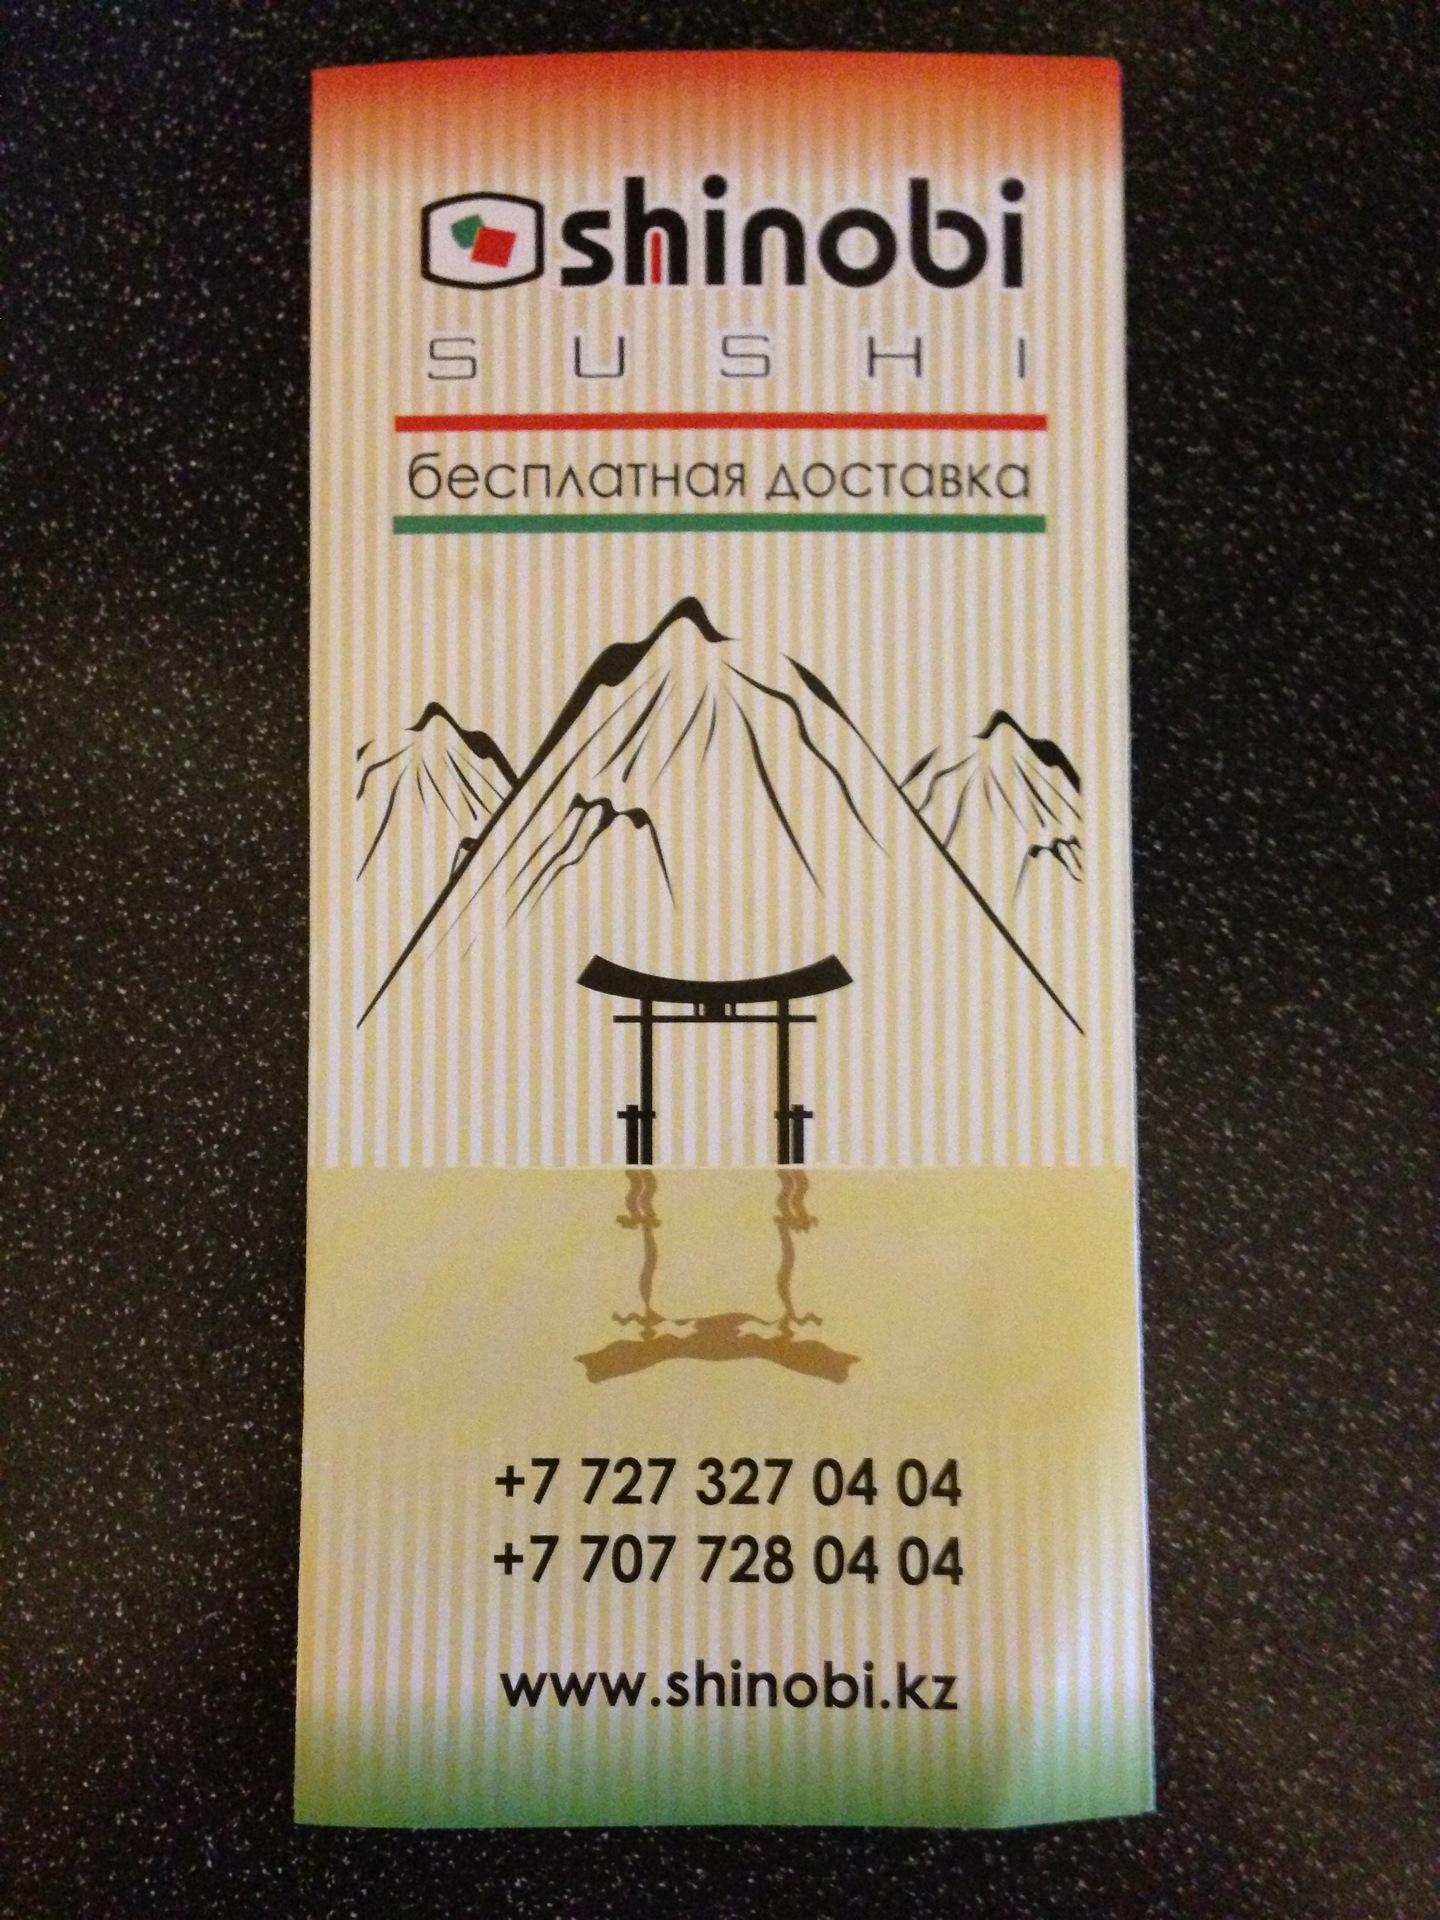 shinobi
SUSHI
бесплатная доставка
+7 727 327 04 04
+7 707 728 04 04
www.shinobi.kz